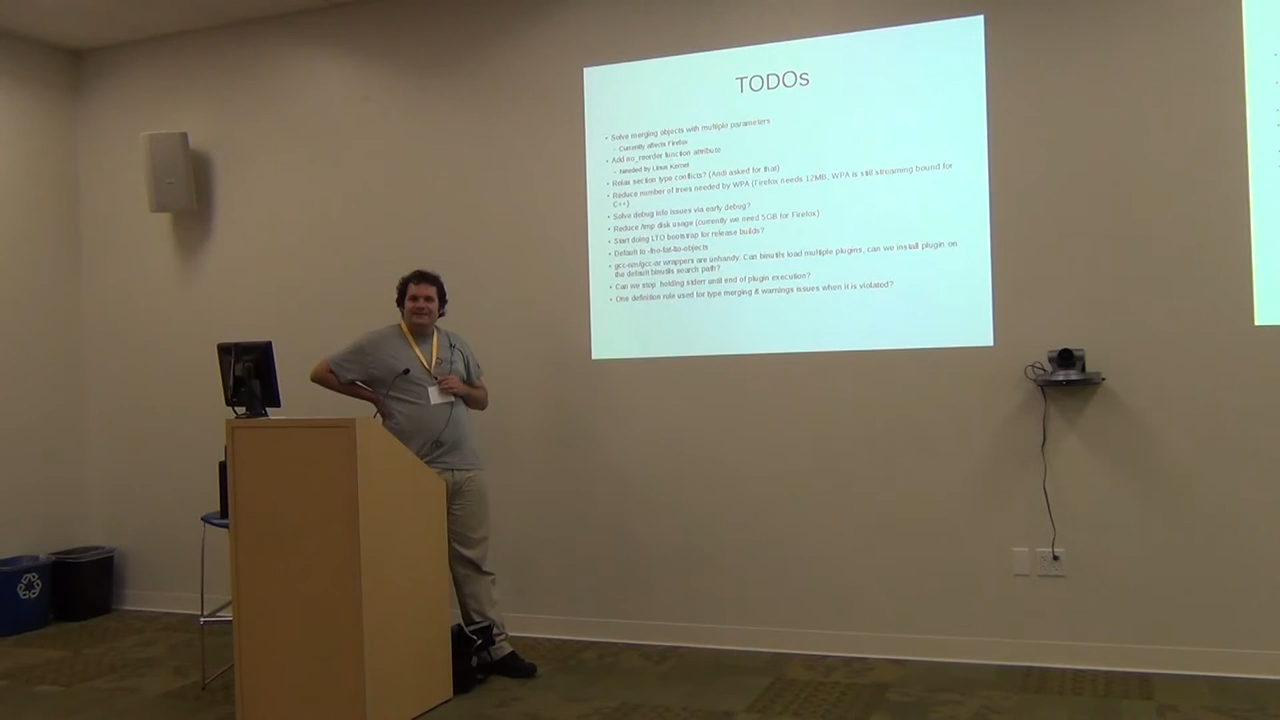 TODOs
• Solve merging objects with multiple parameters
– Currently affects Firefox
• Add no_reorder function attribute
– Needed by Linux Kernel
• Relax section type conflicts? (Andi asked for that)
• Reduce number of trees needed by WPA (Firefox needs 12MB, WPA is still streaming bound for
C++)
• Solve debug info issues via early debug?
• Reduce /tmp disk usage (currently we need 5GB for Firefox)
• Start doing LTO bootstrap for release builds?
• Default to -fno-fat-lto-objects
• gcc-nm/gcc-ar wrappers are unhandy. Can binutils load multiple plugins, can we install plugin on
the default binutils search path?
• Can we stop holding stderr until end of plugin execution?
• One definition rule used for type merging & warnings issues when it is violated?